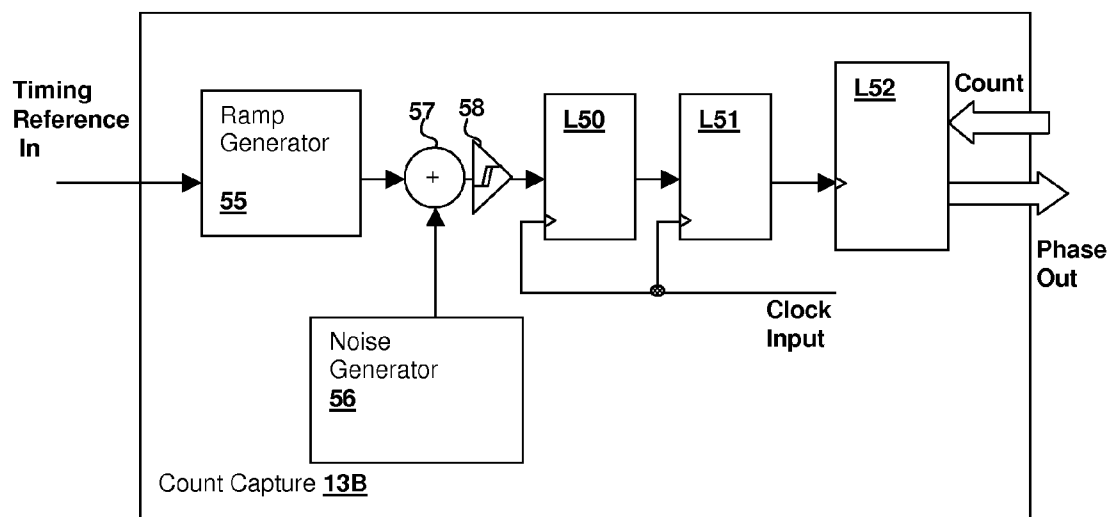 Timing
Reference
In
Ramp
Generator
55
57
+
58
L50
L51
L52
Count
Phase
Out
Clock
Input
Noise
Generator
56
Count Capture 13B